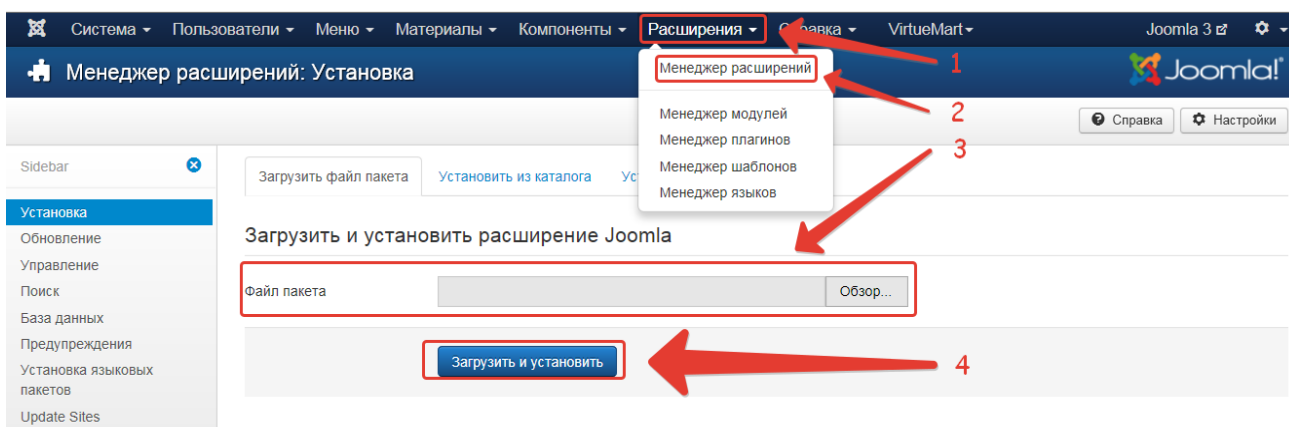 Система Пользователи Меню Материалы Компоненты Расширения Справка VirtueMart Joomla 3
Менеджер расширений: Установка
Joomla!
Менеджер расширений
Менеджер модулей
Менеджер плагинов
Менеджер шаблонов
Менеджер языков
1
2
3
Справка Настройки
Sidebar
Загрузить файл пакета Установить из каталога Ус
Установка
Обновление
Управление
Поиск
База данных
Предупреждения
Установка языковых
пакетов
Update Sites
Загрузить и установить расширение Joomla
Файл пакета Обзор...
Загрузить и установить
4